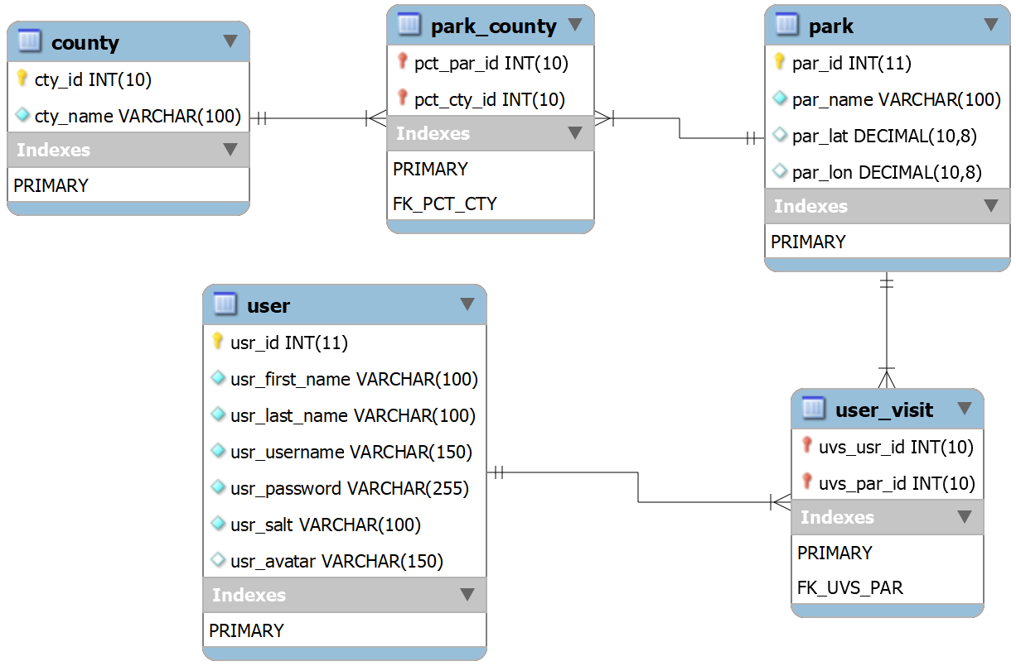 county
cty_id INT(10)
cty_name VARCHAR(100)
Indexes
PRIMARY
park_county
pct_par_id INT(10)
pct_cty_id INT(10)
Indexes
PRIMARY
FK_PCT_CTY
park
par_id INT(11)
par_name VARCHAR(100)
par_lat DECIMAL(10,8)
par_lon DECIMAL(10,8)
Indexes
PRIMARY
user
usr_id INT(11)
usr_first_name VARCHAR(100)
usr_last_name VARCHAR(100)
usr_username VARCHAR(150)
usr_password VARCHAR(255)
usr_salt VARCHAR(100)
usr_avatar VARCHAR(150)
Indexes
PRIMARY
user_visit
uvs_usr_id INT(10)
uvs_par_id INT(10)
Indexes
PRIMARY
FK_UVS_PAR